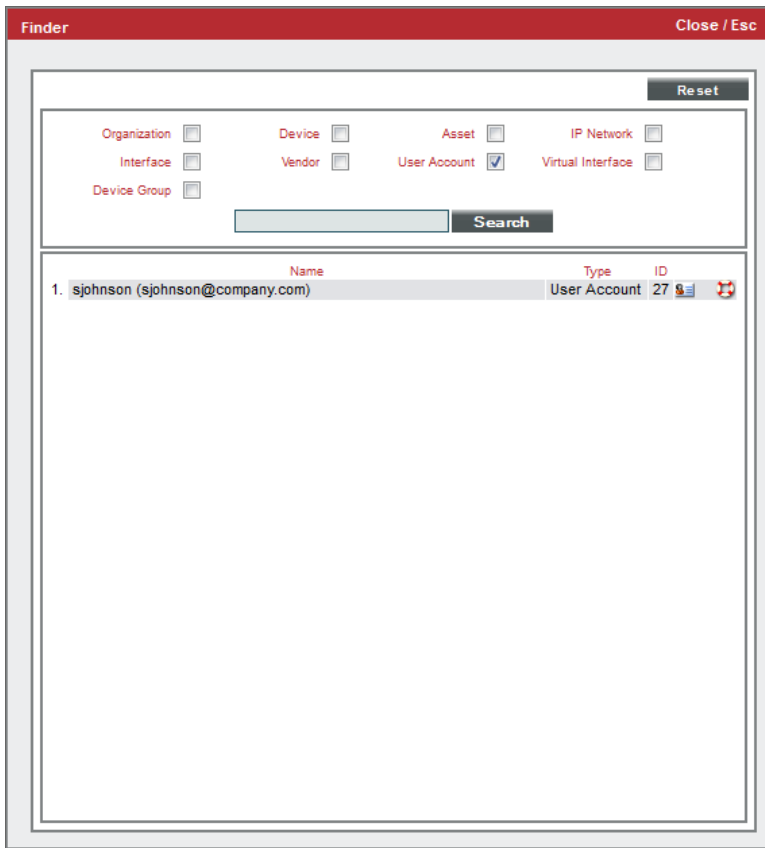 Finder Close / Esc
Reset
Organization Device Asset IP Network
Interface Vendor User Account Virtual Interface
Device Group
Search
Name Type ID
1. sjohnson (sjohnson@company.com) User Account 27